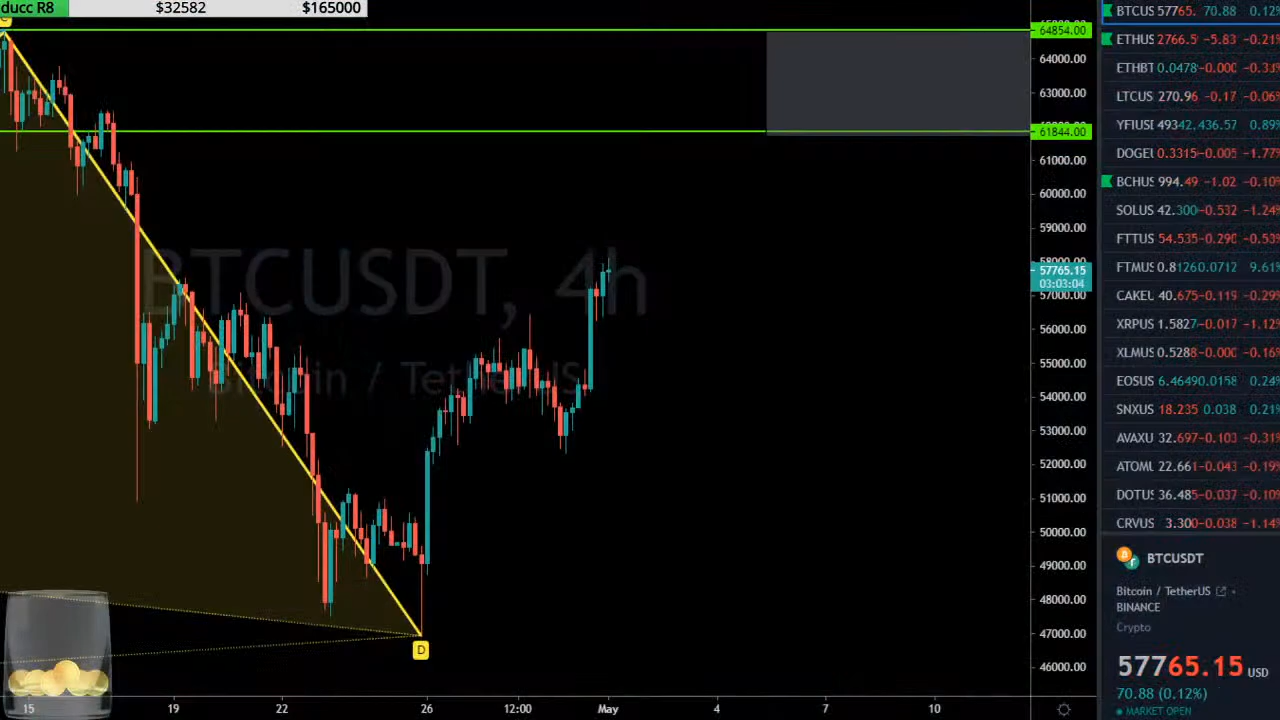 ducc R8 $32582 $165000
BTCUSDT, 4h
Bitcoin / TetherUS
D
64854.00
64000.00
63000.00
61844.00
61000.00
60000.00
59000.00
58000.00
57765.15
03:03:04
57000.00
56000.00
55000.00
54000.00
53000.00
52000.00
51000.00
50000.00
49000.00
48000.00
47000.00
46000.00
15 19 22 26 12:00 May 4 7 10
BTCUS 57765. 70.88 0.12%
ETHUS 2766.5 -5.83 -0.21%
ETHBT 0.0478 -0.000 -0.33%
LTCUS 270.96 -0.17 -0.06%
YFIUS 49342,436.57 0.89%
DOGEU 0.3315 -0.005 -1.77%
BCHUS 994.49 -1.02 -0.10%
SOLUS 42.300 -0.532 -1.24%
FTTUS 54.535 -0.290 -0.53%
FTMUS 0.81260.0712 9.61%
CAKEU 40.675 -0.119 -0.29%
XRPUS 1.5827 -0.017 -1.12%
XLMUS 0.5288 -0.000 -0.16%
EOSUS 6.46490.0158 0.24%
SNXUS 18.235 0.038 0.21%
AVAXU 32.697 -0.103 -0.31%
ATOMU 22.661 -0.043 -0.19%
DOTUS 36.485 -0.037 -0.10%
CRVUS 3.300 -0.038 -1.14%
BTCUSDT
Bitcoin / TetherUS
BINANCE
Crypto
57765.15 USD
70.88 (0.12%)
MARKET OPEN